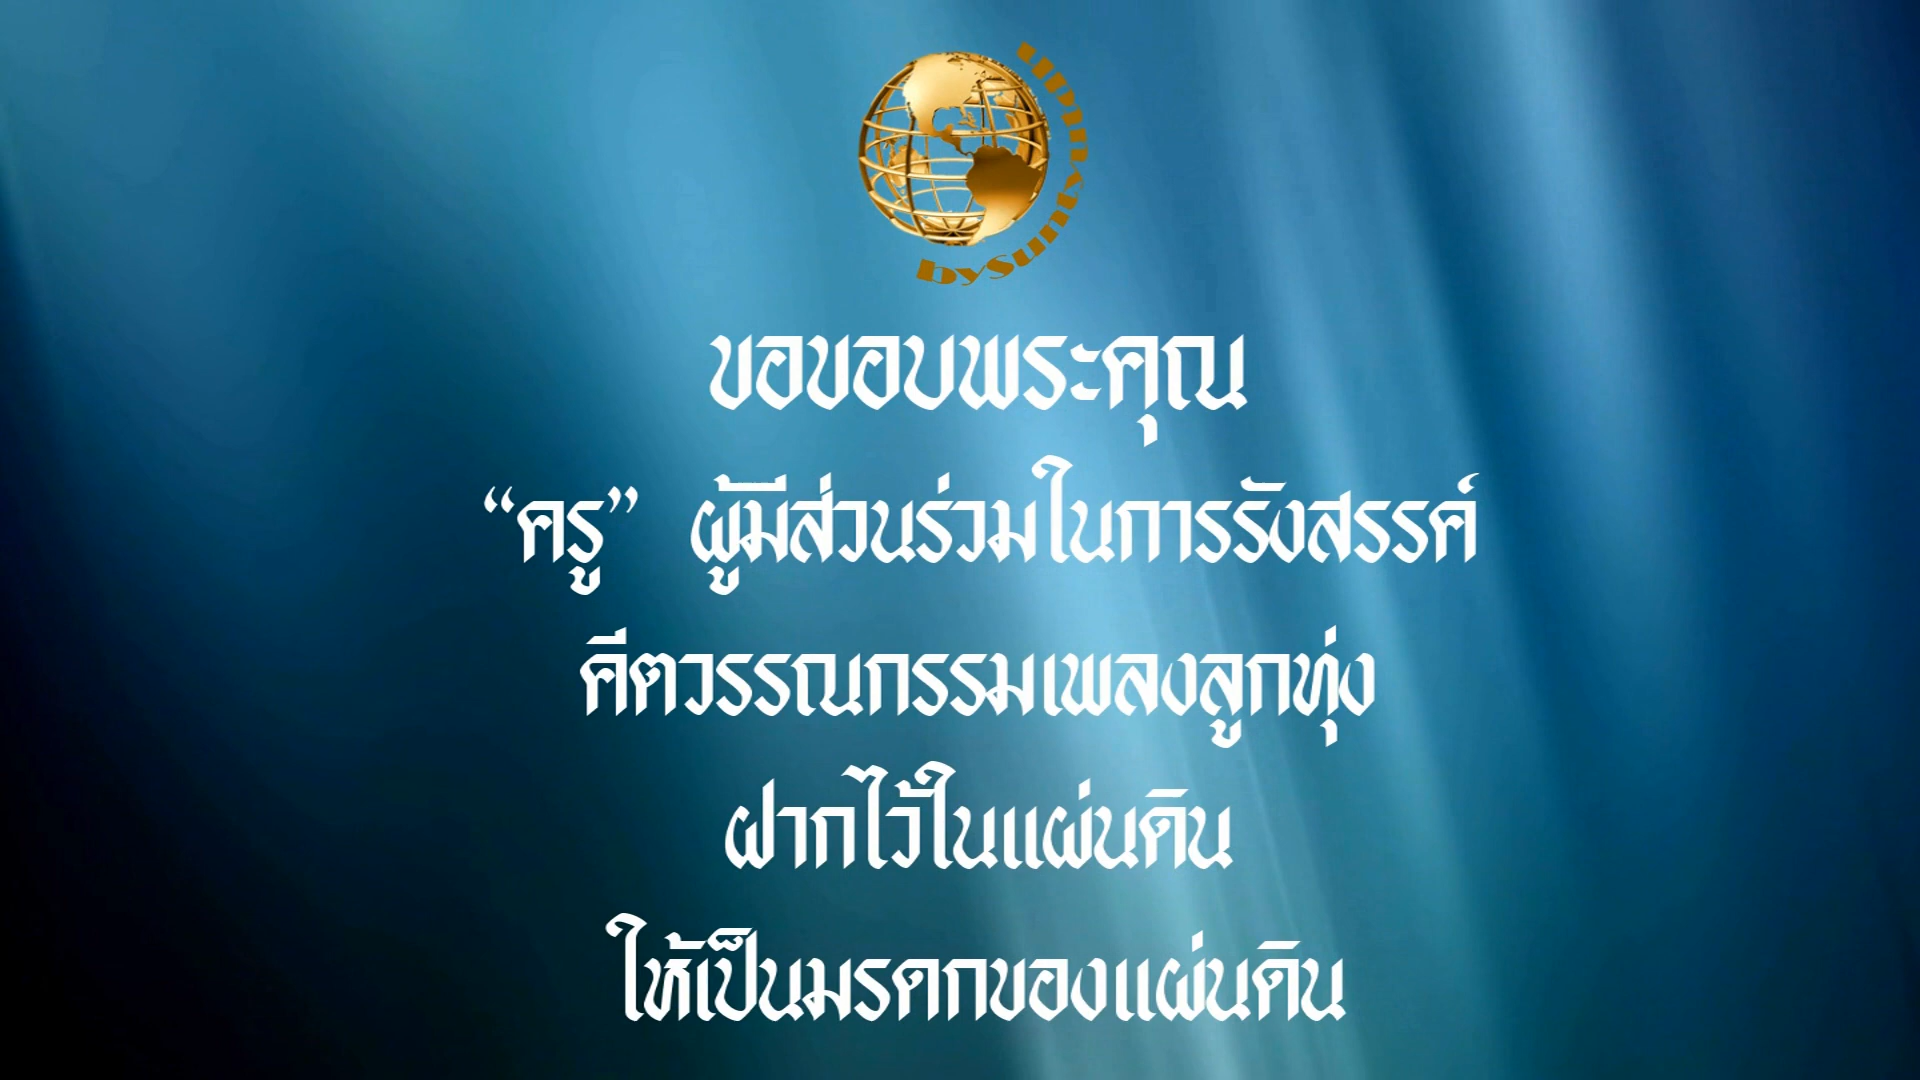 ขอขอบพระคุณ
“ครู” ผู้มีส่วนร่วมในการรังสรรค์
คีตวรรณกรรมเพลงลูกทุ่ง
ฝากไว้ในแผ่นดิน
ให้เป็นมรดกของแผ่นดิน